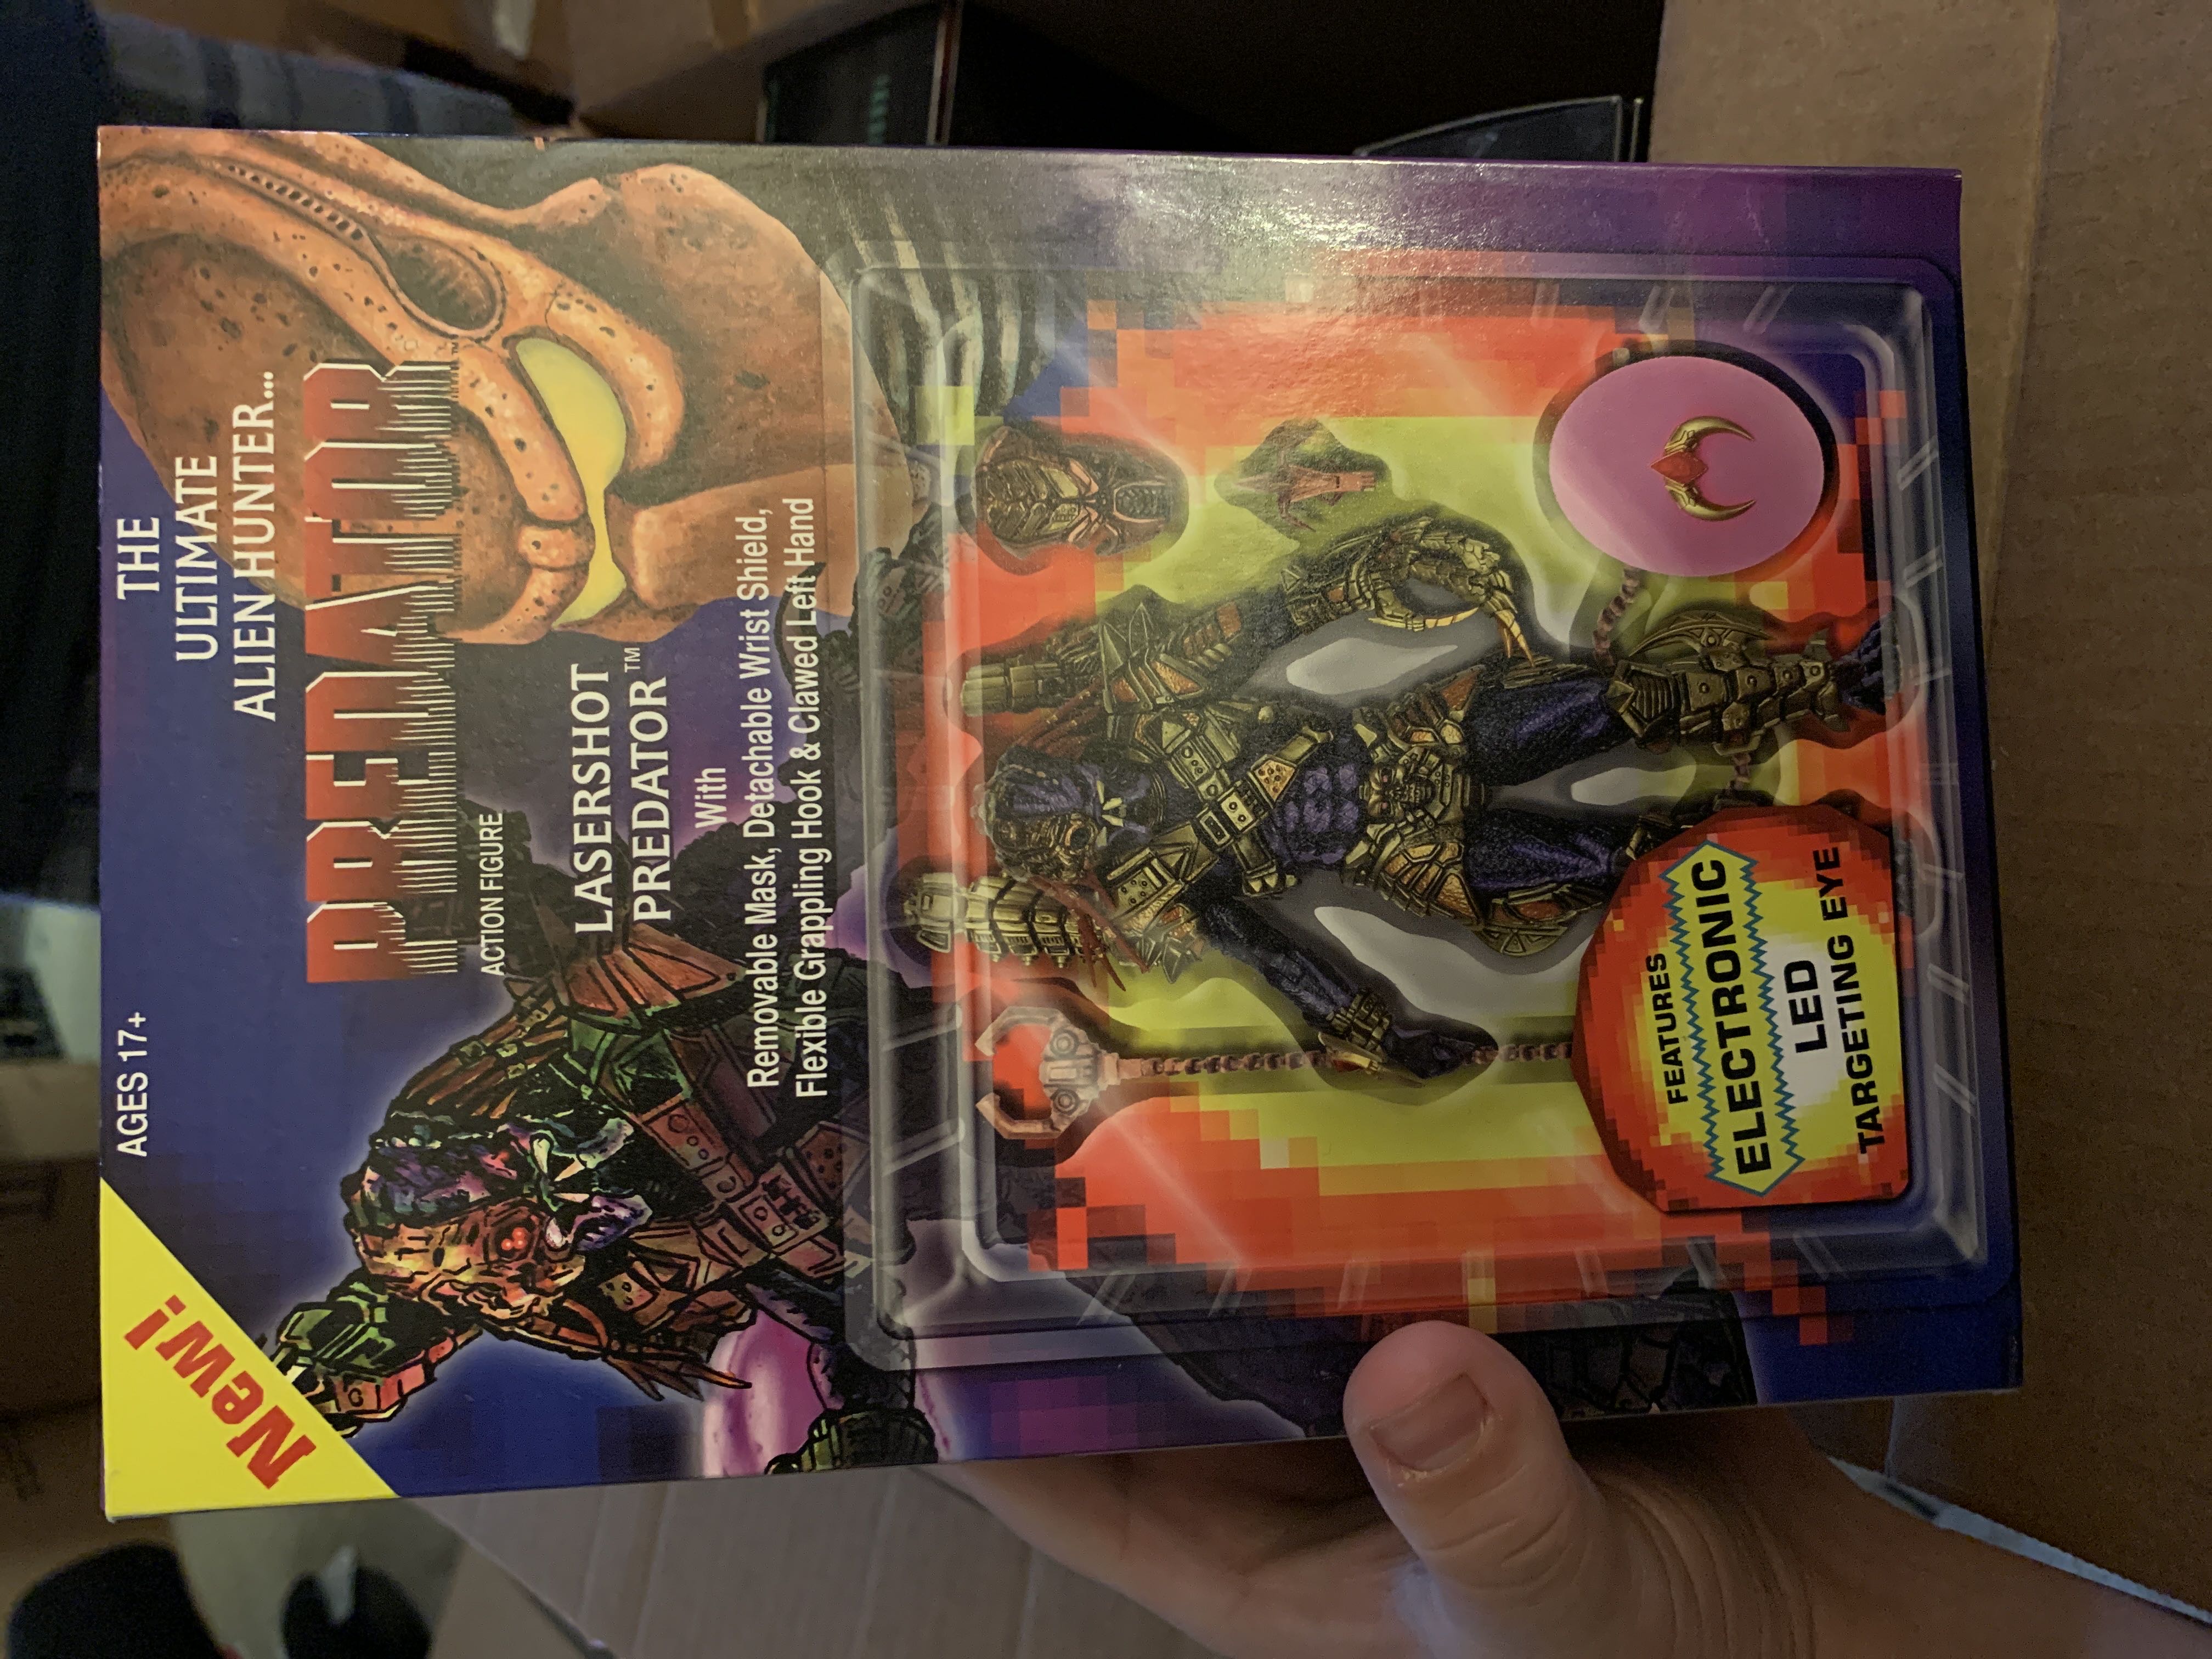 New!
AGES 17+
THE
ULTIMATE
ALIEN HUNTER...
PREDATOR™
ACTION FIGURE
LASERSHOT
PREDATOR™
With
Removable Mask, Detachable Wrist Shield,
Flexible Grappling Hook & Clawed Left Hand
FEATURES
ELECTRONIC
LED
TARGETING EYE